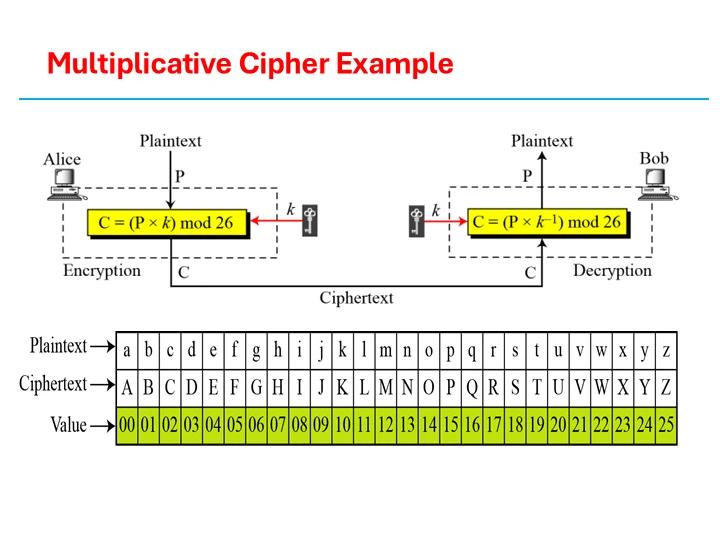 Multiplicative Cipher Example
Plaintext Plaintext
Alice Bob
P P
k k
C = (P × k) mod 26 C = (P × k⁻¹) mod 26
Encryption C C Decryption
Ciphertext
Plaintext a b c d e f g h i j k l m n o p q r s t u v w x y z
Ciphertext A B C D E F G H I J K L M N O P Q R S T U V W X Y Z
Value 00 01 02 03 04 05 06 07 08 09 10 11 12 13 14 15 16 17 18 19 20 21 22 23 24 25